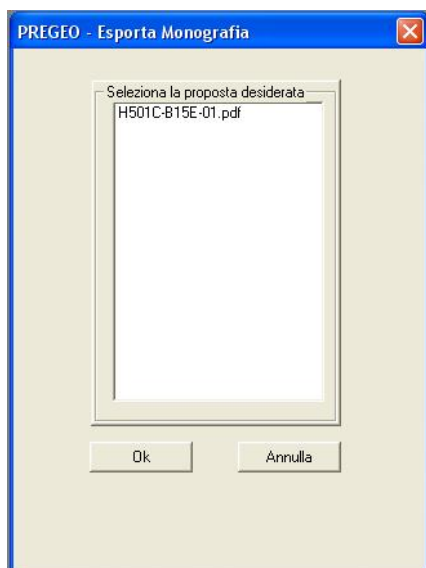 PREGEO - Esporta Monografia
Seleziona la proposta desiderata
H501C-B15E-01.pdf
Ok Annulla